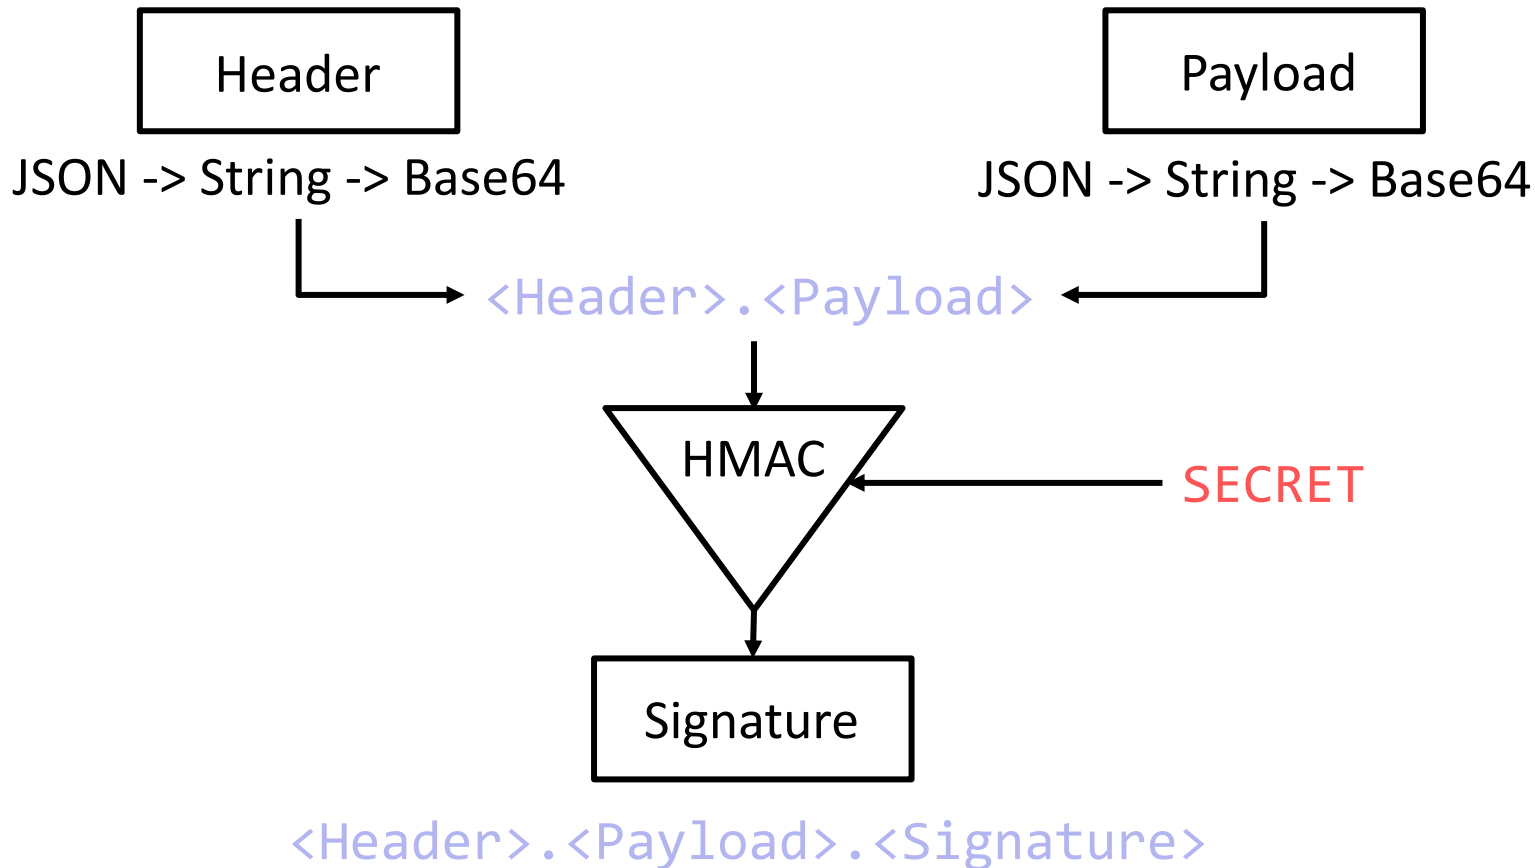 Header
Payload
JSON -> String -> Base64
JSON -> String -> Base64
<Header>.<Payload>
HMAC
SECRET
Signature
<Header>.<Payload>.<Signature>